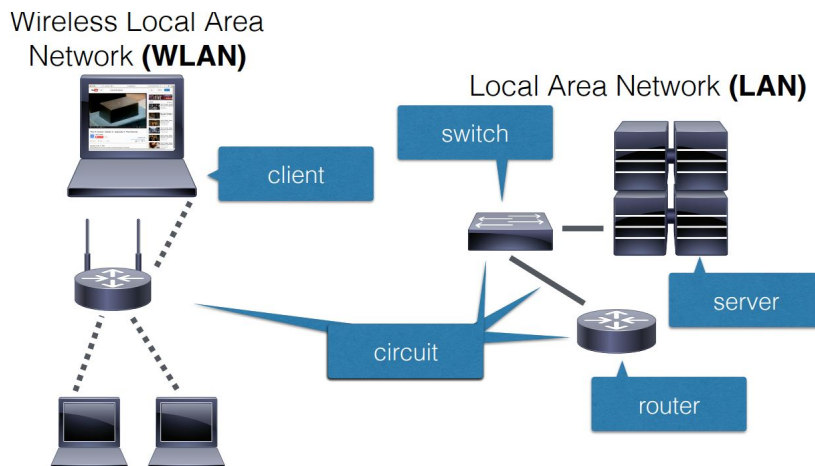 Wireless Local Area
Network (WLAN)
Local Area Network (LAN)
switch
client
server
circuit
router